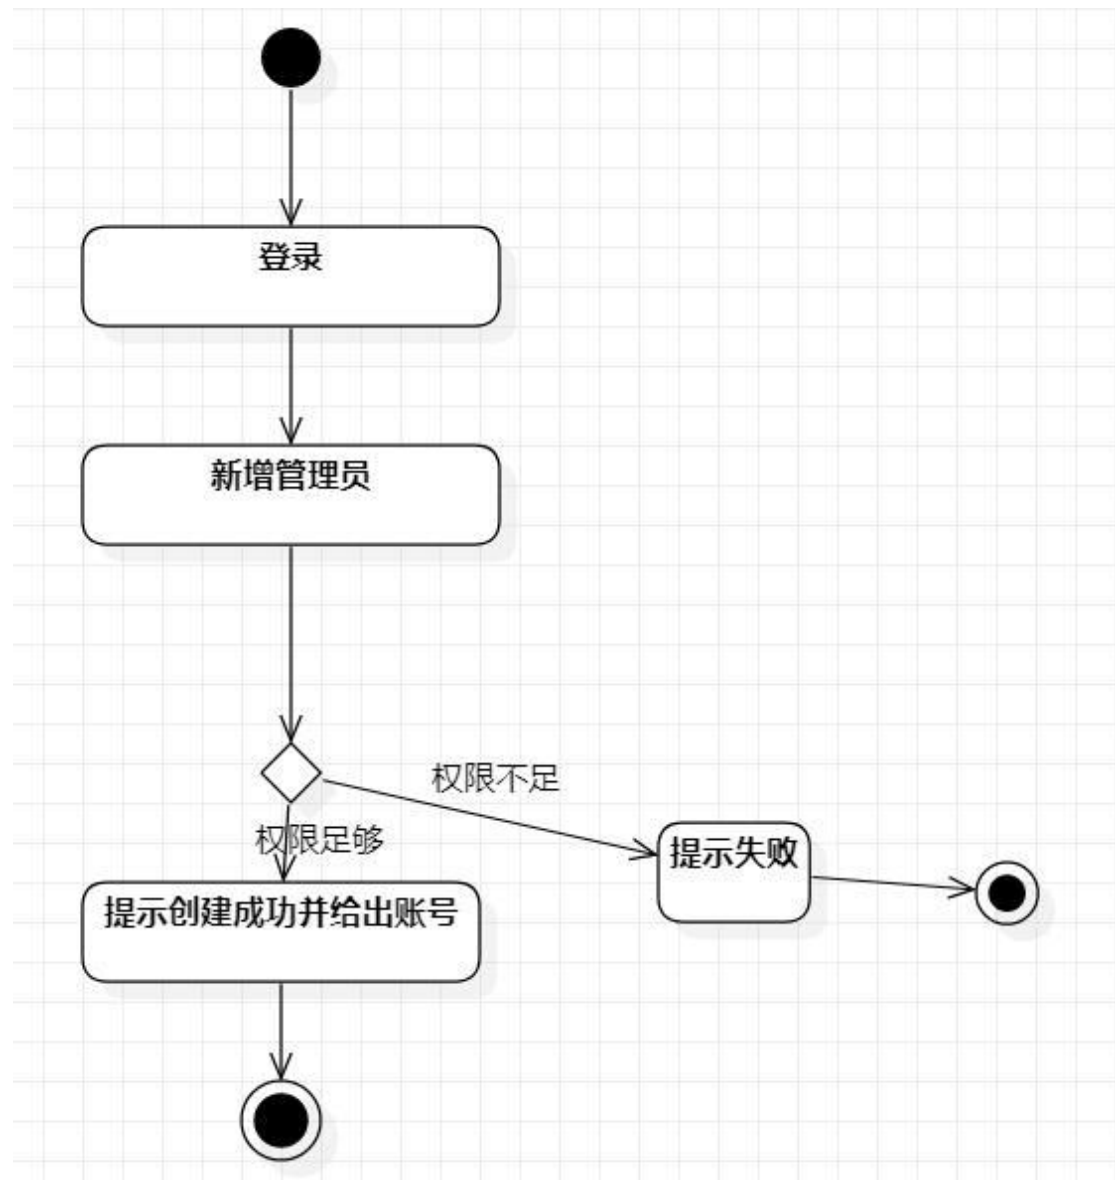 登录
新增管理员
权限不足
权限足够
提示失败
提示创建成功并给出账号